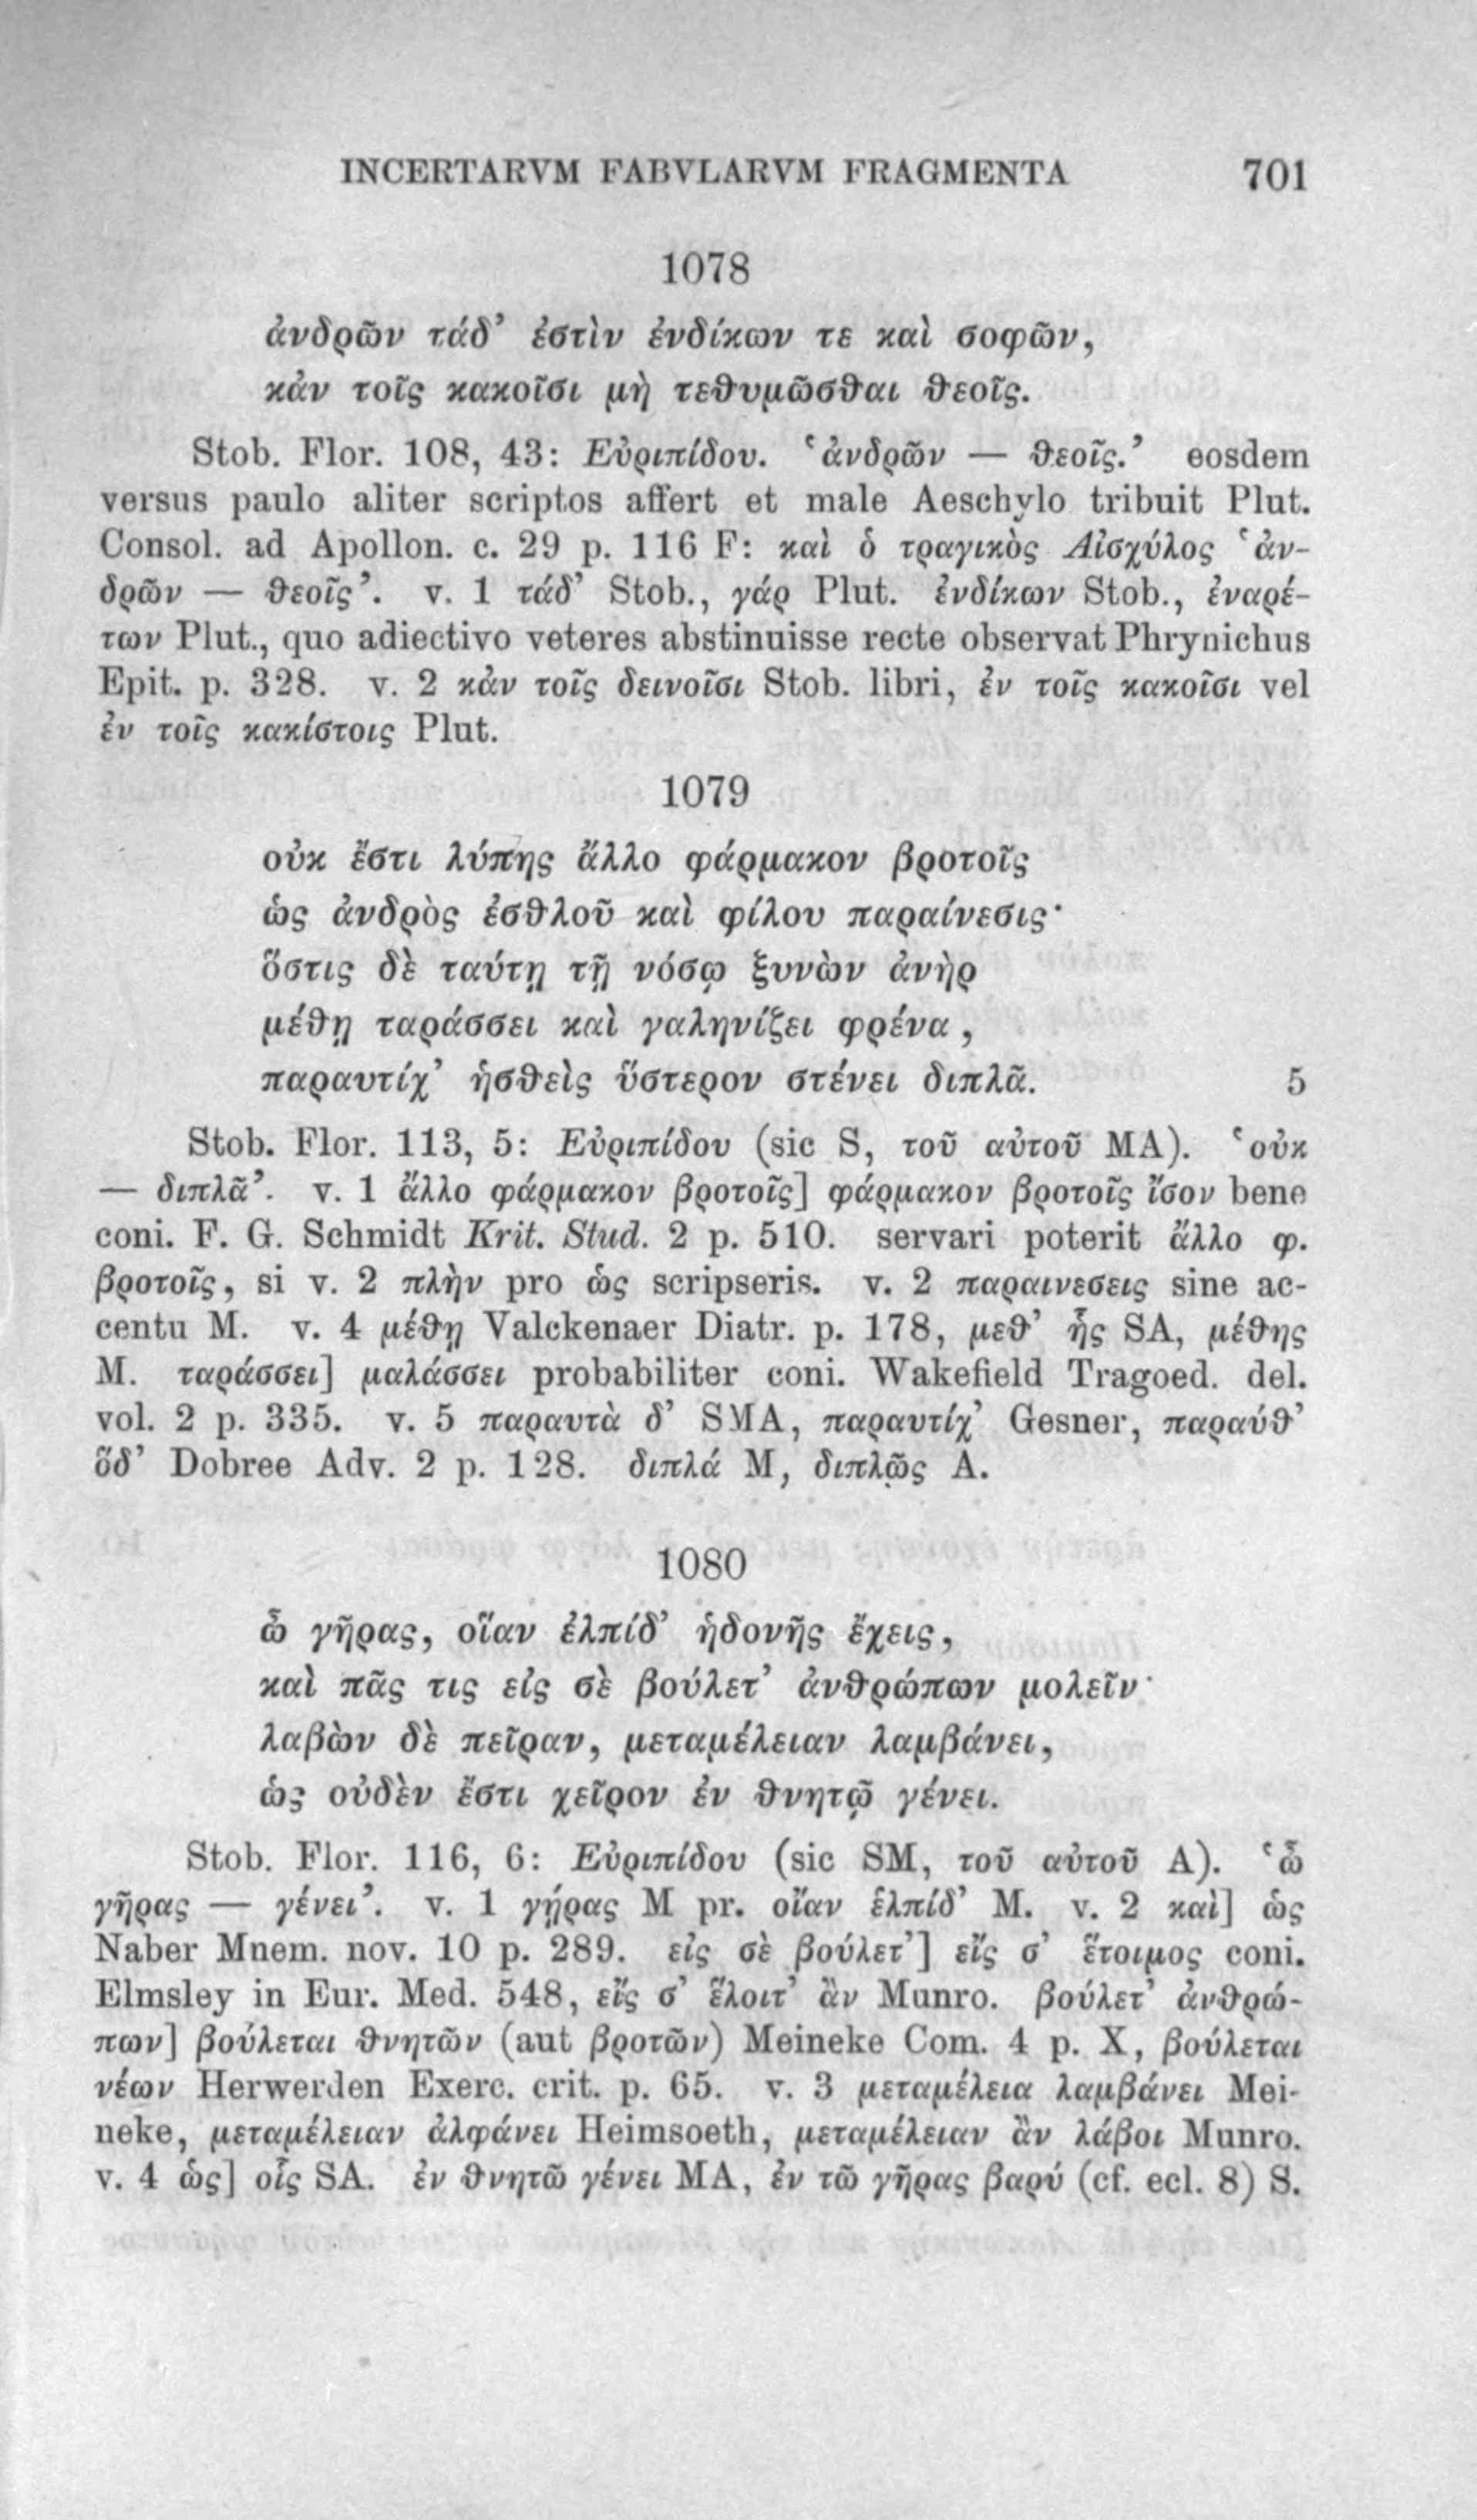 INCERTARVM FABVLARVM FRAGMENTA 701
1078
ἀνδρῶν τάδ’ ἐστὶν ἐνδίκων τε καὶ σοφῶν,
κἀν τοῖς κακοῖσι μὴ τεθυμῶσθαι θεοῖς.
Stob. Flor. 108, 43: Εὐριπίδου. ‘ἀνδρῶν — θεοῖς.’ eosdem
versus paulo aliter scriptos affert et male Aeschylo tribuit Plut.
Consol. ad Apollon. c. 29 p. 116 F: καὶ ὁ τραγικὸς Αἰσχύλος ‘ἀν-
δρῶν — θεοῖς’. v. 1 τάδ’ Stob., γάρ Plut. ἐνδίκων Stob., ἐναρέ-
των Plut., quo adiectivo veteres abstinuisse recte observat Phrynichus
Epit. p. 328. v. 2 κἀν τοῖς δεινοῖσι Stob. libri, ἐν τοῖς κακοῖσι vel
ἐν τοῖς κακίστοις Plut.
1079
οὐκ ἔστι λύπης ἄλλο φάρμακον βροτοῖς
ὡς ἀνδρὸς ἐσθλοῦ καὶ φίλου παραίνεσις·
ὅστις δὲ ταύτῃ τῇ νόσῳ ξυνὼν ἀνὴρ
μέθῃ ταράσσει καὶ γαληνίζει φρένα,
παραυτίχ’ ἡσθεὶς ὕστερον στένει διπλᾶ. 5
Stob. Flor. 113, 5: Εὐριπίδου (sic S, τοῦ αὐτοῦ MA). ‘οὐκ
— διπλᾶ’. v. 1 ἄλλο φάρμακον βροτοῖς] φάρμακον βροτοῖς ἴσον bene
coni. F. G. Schmidt Krit. Stud. 2 p. 510. servari poterit ἄλλο φ.
βροτοῖς, si v. 2 πλὴν pro ὡς scripseris. v. 2 παραινεσεις sine ac-
centu M. v. 4 μέθῃ Valckenaer Diatr. p. 178, μεθ’ ἧς SA, μέθης
M. ταράσσει] μαλάσσει probabiliter coni. Wakefield Tragoed. del.
vol. 2 p. 335. v. 5 παραυτὰ δ’ SMA, παραυτίχ’ Gesner, παραύθ’
ὅδ’ Dobree Adv. 2 p. 128. διπλά M, διπλῷς A.
1080
ὦ γῆρας, οἵαν ἐλπίδ’ ἡδονῆς ἔχεις,
καὶ πᾶς τις εἰς σὲ βούλετ’ ἀνθρώπων μολεῖν·
λαβὼν δὲ πεῖραν, μεταμέλειαν λαμβάνει,
ὡς οὐδὲν ἔστι χεῖρον ἐν θνητῷ γένει.
Stob. Flor. 116, 6: Εὐριπίδου (sic SM, τοῦ αὐτοῦ A). ‘ὦ
γῆρας — γένει’. v. 1 γήρας M pr. οἵαν ἑλπίδ’ M. v. 2 καὶ] ὡς
Naber Mnem. nov. 10 p. 289. εἰς σὲ βούλετ’] εἴς σ’ ἕτοιμος coni.
Elmsley in Eur. Med. 548, εἴς σ’ ἕλοιτ’ ἂν Munro. βούλετ’ ἀνθρώ-
πων] βούλεται θνητῶν (aut βροτῶν) Meineke Com. 4 p. X, βούλεται
νέων Herwerden Exerc. crit. p. 65. v. 3 μεταμέλεια λαμβάνει Mei-
neke, μεταμέλειαν ἀλφάνει Heimsoeth, μεταμέλειαν ἂν λάβοι Munro.
v. 4 ὡς] οἷς SA. ἐν θνητῶ γένει MA, ἐν τῶ γῆρας βαρύ (cf. ecl. 8) S.